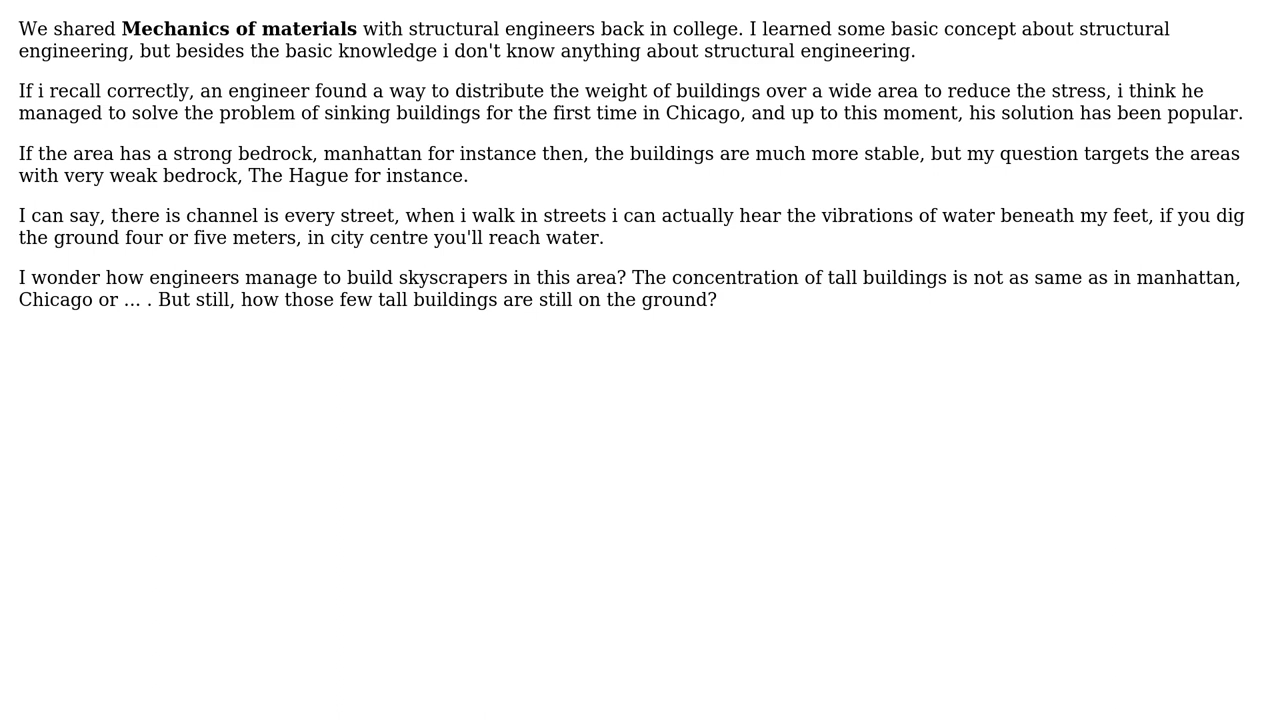 We shared Mechanics of materials with structural engineers back in college. I learned some basic concept about structural
engineering, but besides the basic knowledge i don't know anything about structural engineering.
If i recall correctly, an engineer found a way to distribute the weight of buildings over a wide area to reduce the stress, i think he
managed to solve the problem of sinking buildings for the first time in Chicago, and up to this moment, his solution has been popular.
If the area has a strong bedrock, manhattan for instance then, the buildings are much more stable, but my question targets the areas
with very weak bedrock, The Hague for instance.
I can say, there is channel is every street, when i walk in streets i can actually hear the vibrations of water beneath my feet, if you dig
the ground four or five meters, in city centre you'll reach water.
I wonder how engineers manage to build skyscrapers in this area? The concentration of tall buildings is not as same as in manhattan,
Chicago or ... . But still, how those few tall buildings are still on the ground?